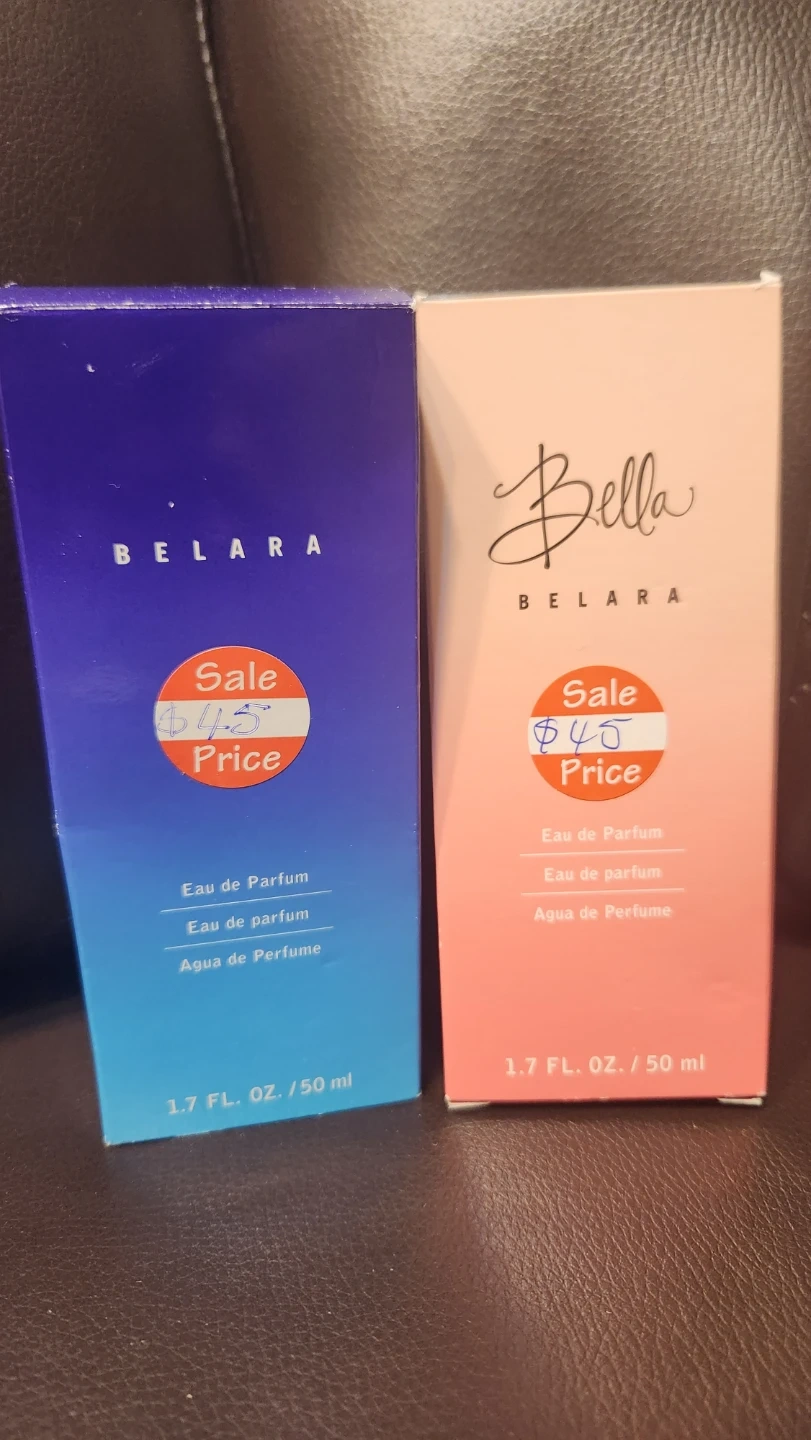 BELARA
Sale
$45
Price
Eau de Parfum
Eau de parfum
Agua de Perfume
1.7 FL. OZ. / 50 ml
Bella
BELARA
Sale
$45
Price
Eau de Parfum
Eau de parfum
Agua de Perfume
1.7 FL. OZ. / 50 ml